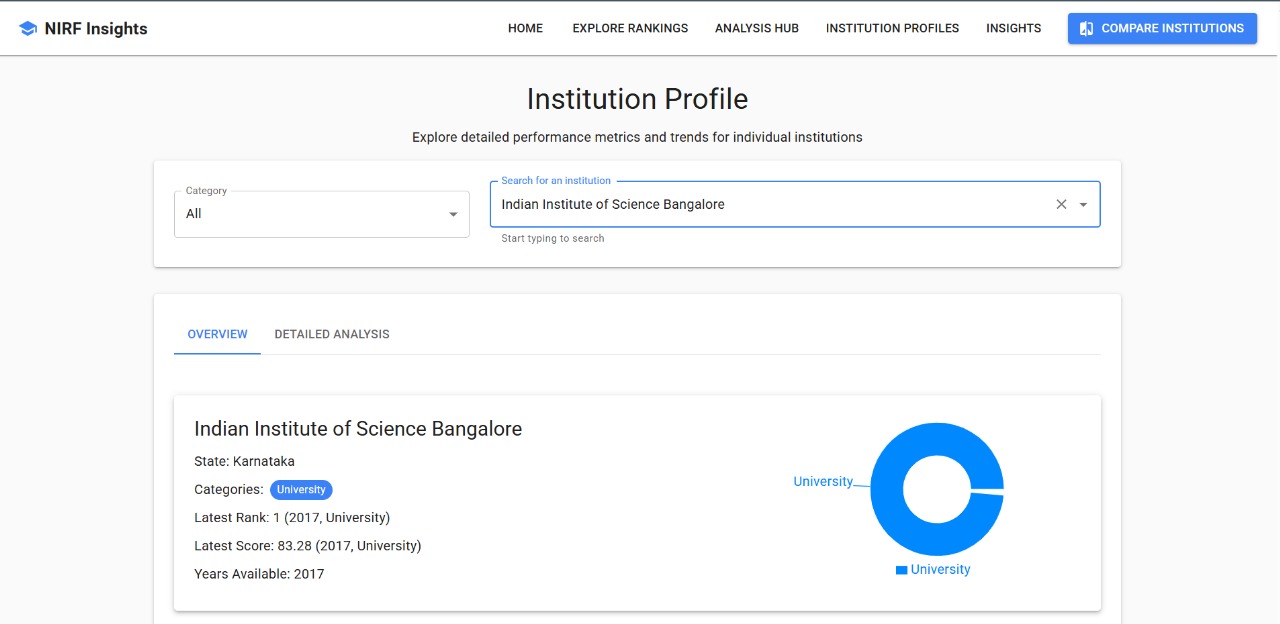 NIRF Insights
HOME
EXPLORE RANKINGS
ANALYSIS HUB
INSTITUTION PROFILES
INSIGHTS
COMPARE INSTITUTIONS
Institution Profile
Explore detailed performance metrics and trends for individual institutions
Category
All
Search for an institution
Indian Institute of Science Bangalore
Start typing to search
OVERVIEW
DETAILED ANALYSIS
Indian Institute of Science Bangalore
State: Karnataka
Categories: University
Latest Rank: 1 (2017, University)
Latest Score: 83.28 (2017, University)
Years Available: 2017
University
University